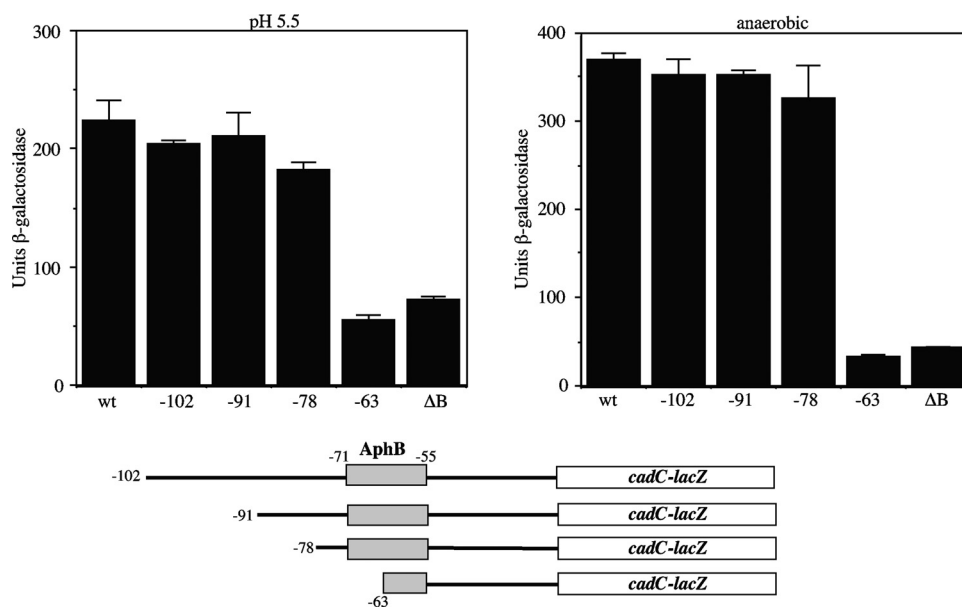 pH 5.5
Units β-galactosidase
300
200
100
0
wt -102 -91 -78 -63 ΔB
anaerobic
Units β-galactosidase
400
300
200
100
0
wt -102 -91 -78 -63 ΔB
AphB
-71 -55
-102 cadC-lacZ
-91 cadC-lacZ
-78 cadC-lacZ
cadC-lacZ
-63